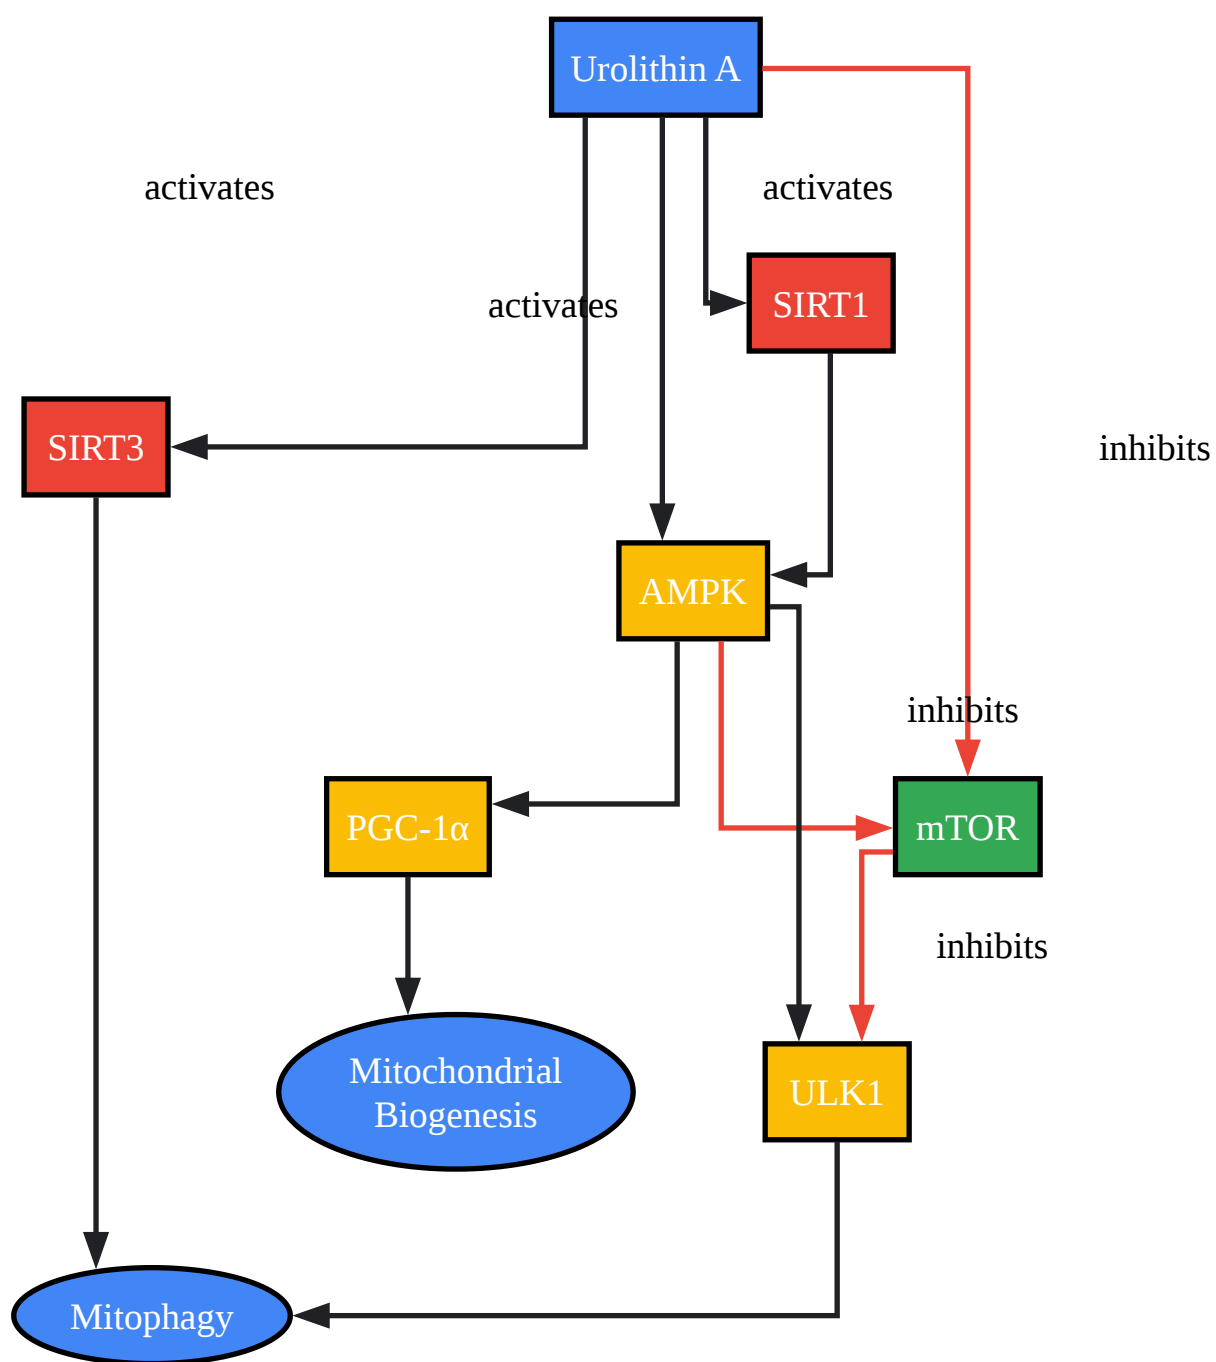 Urolithin A
activates
activates
activates
SIRT1
SIRT3
inhibits
AMPK
inhibits
PGC-1α
mTOR
inhibits
Mitochondrial
Biogenesis
ULK1
Mitophagy